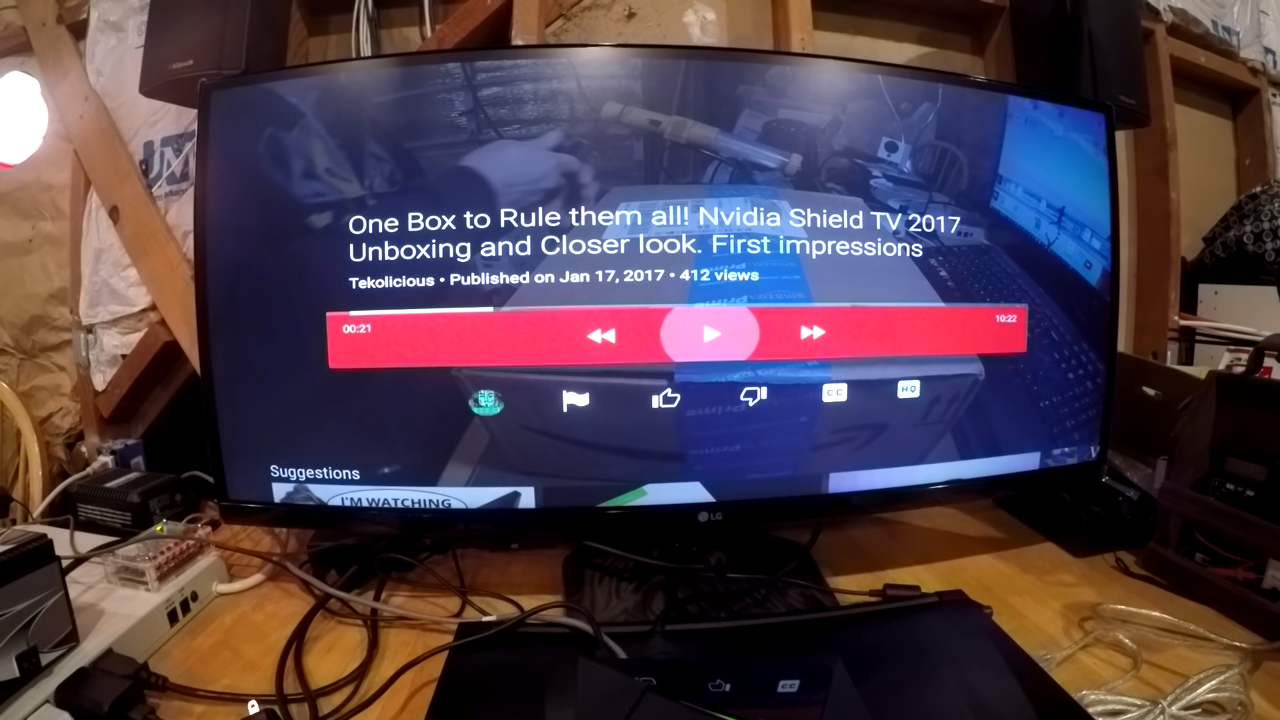 One Box to Rule them all! Nvidia Shield TV 2017
Unboxing and Closer look. First impressions
Tekolicious • Published on Jan 17, 2017 • 412 views
00:21
10:22
CC
HQ
Suggestions
I'M WATCHING
LG
CC